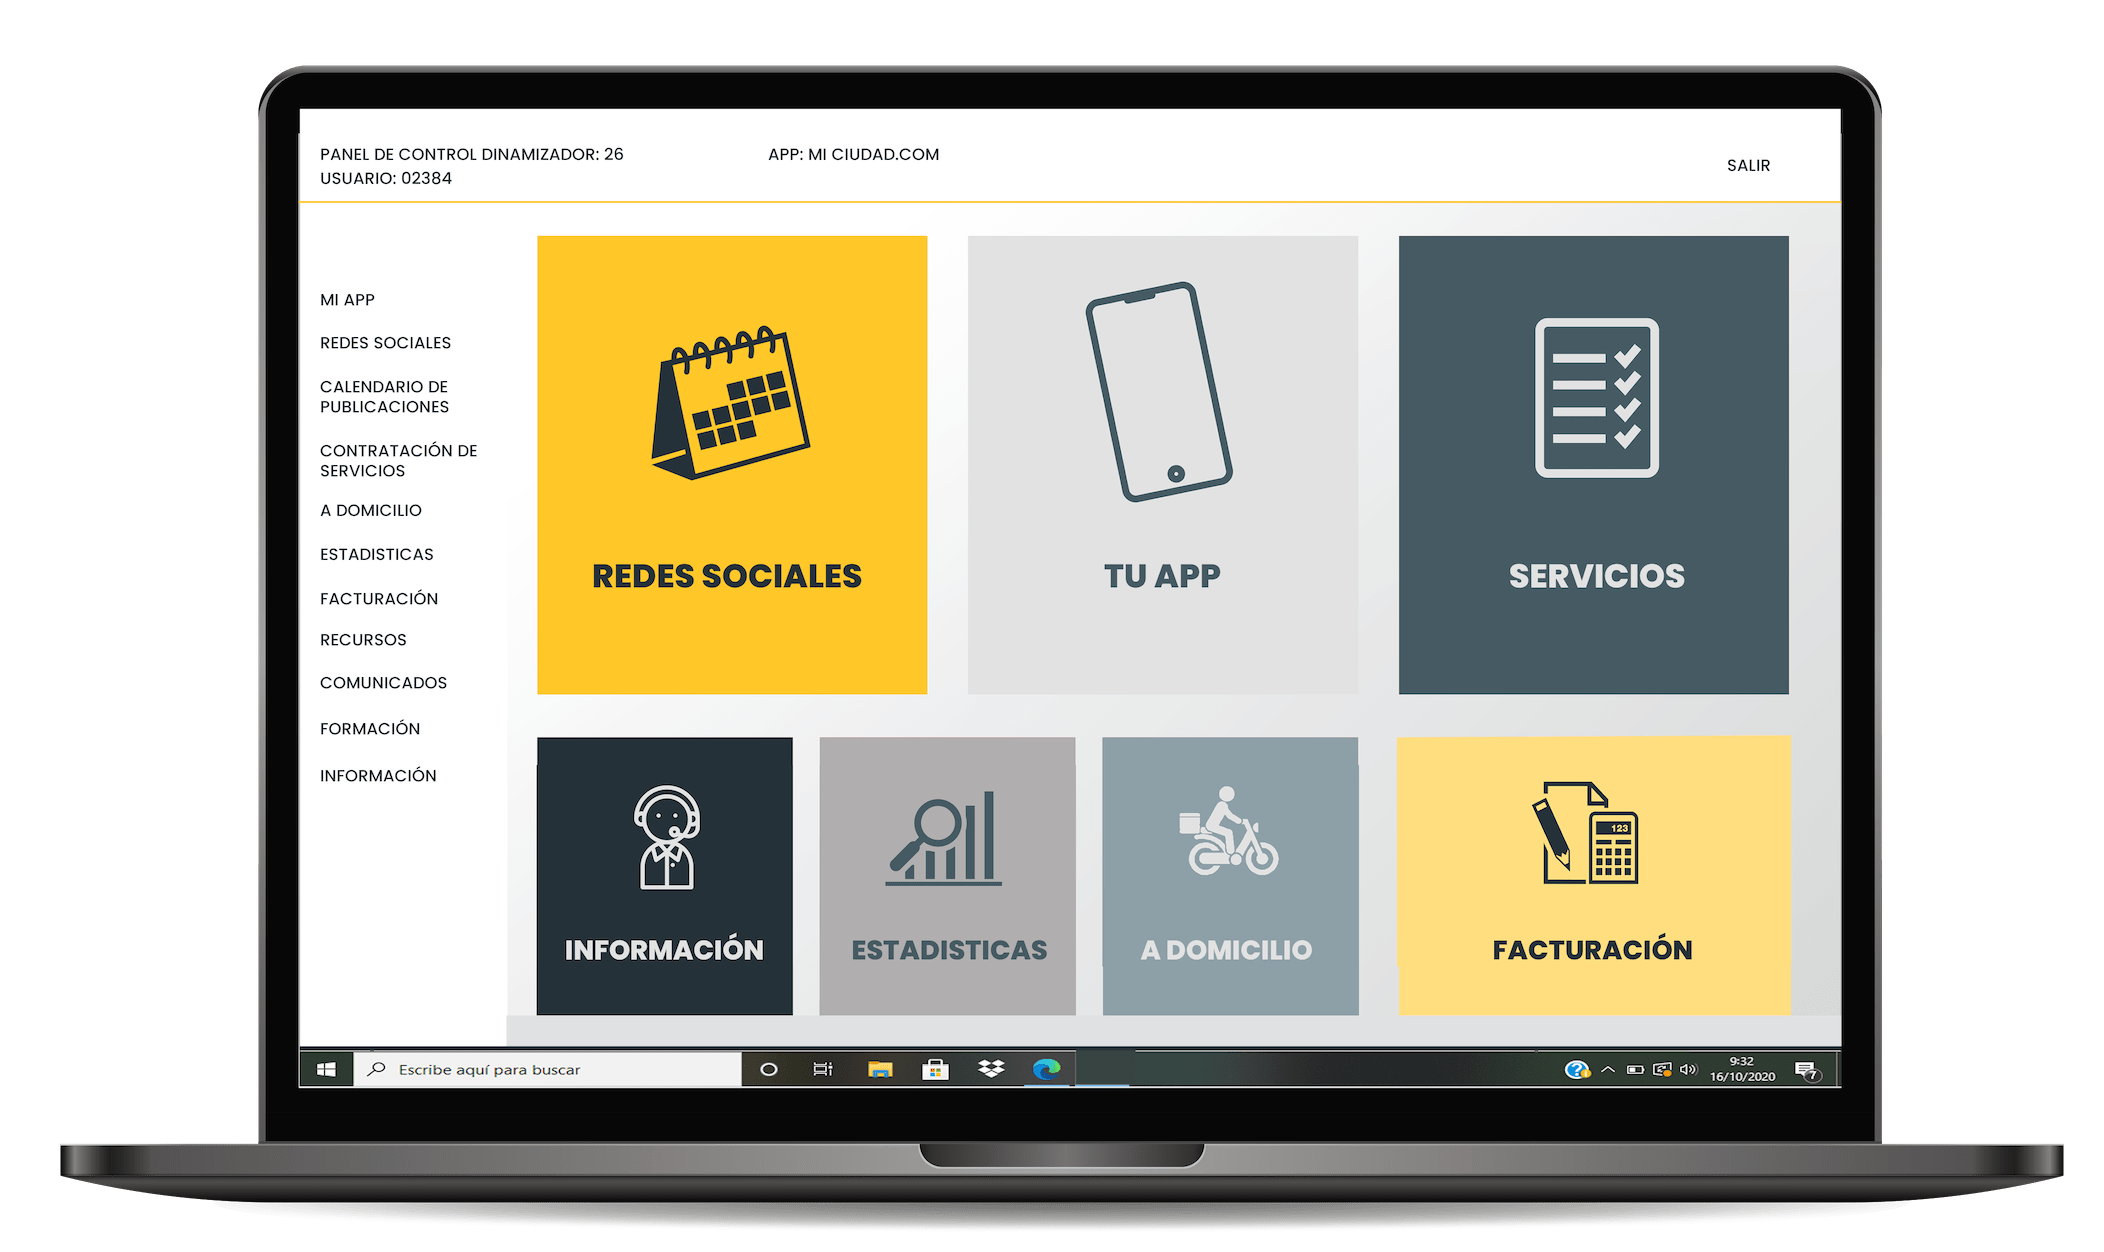 PANEL DE CONTROL DINAMIZADOR: 26
USUARIO: 02384
APP: MI CIUDAD.COM
SALIR
MI APP
REDES SOCIALES
CALENDARIO DE
PUBLICACIONES
CONTRATACIÓN DE
SERVICIOS
A DOMICILIO
ESTADISTICAS
FACTURACIÓN
RECURSOS
COMUNICADOS
FORMACIÓN
INFORMACIÓN
REDES SOCIALES
TU APP
SERVICIOS
INFORMACIÓN
ESTADISTICAS
A DOMICILIO
123
FACTURACIÓN
Escribe aquí para buscar
9:32
16/10/2020
7